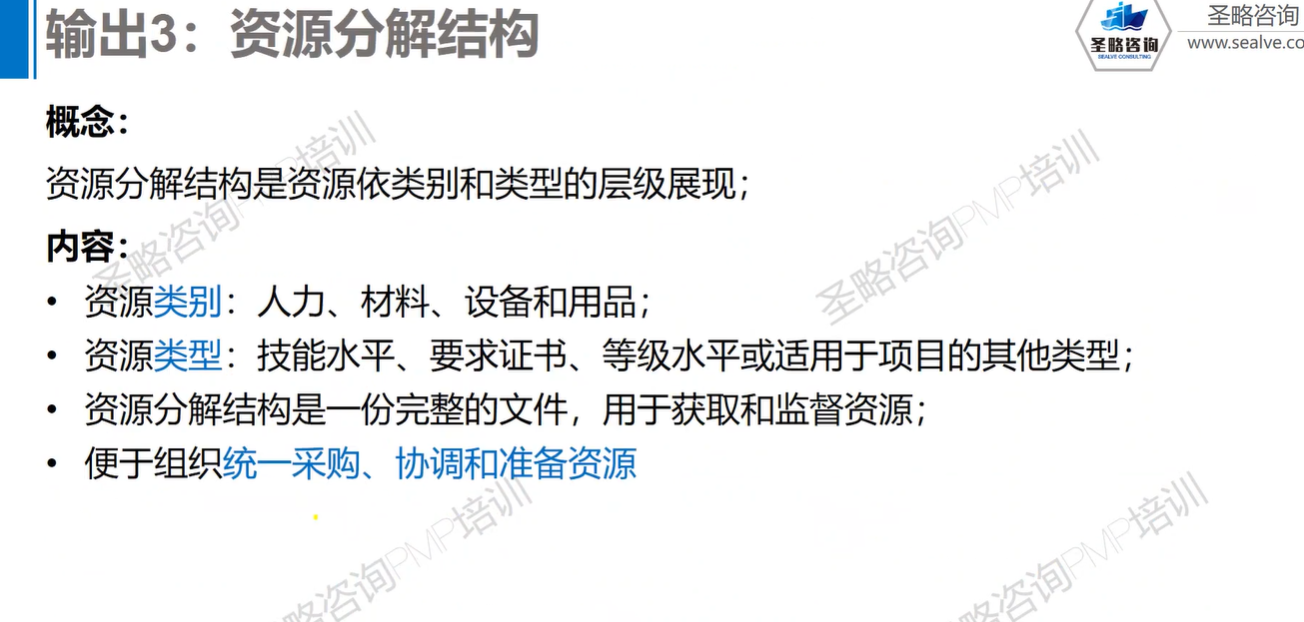 输出3：资源分解结构
圣略咨询
www.sealve.co
圣略咨询
SEALVE CONSULTING
概念：
资源分解结构是资源依类别和类型的层级展现；
内容：
• 资源类别：人力、材料、设备和用品；
• 资源类型：技能水平、要求证书、等级水平或适用于项目的其他类型；
• 资源分解结构是一份完整的文件，用于获取和监督资源；
• 便于组织统一采购、协调和准备资源
圣略咨询PMP培训
圣略咨询PMP培训
略咨询PMP培训
略咨询PMP培训